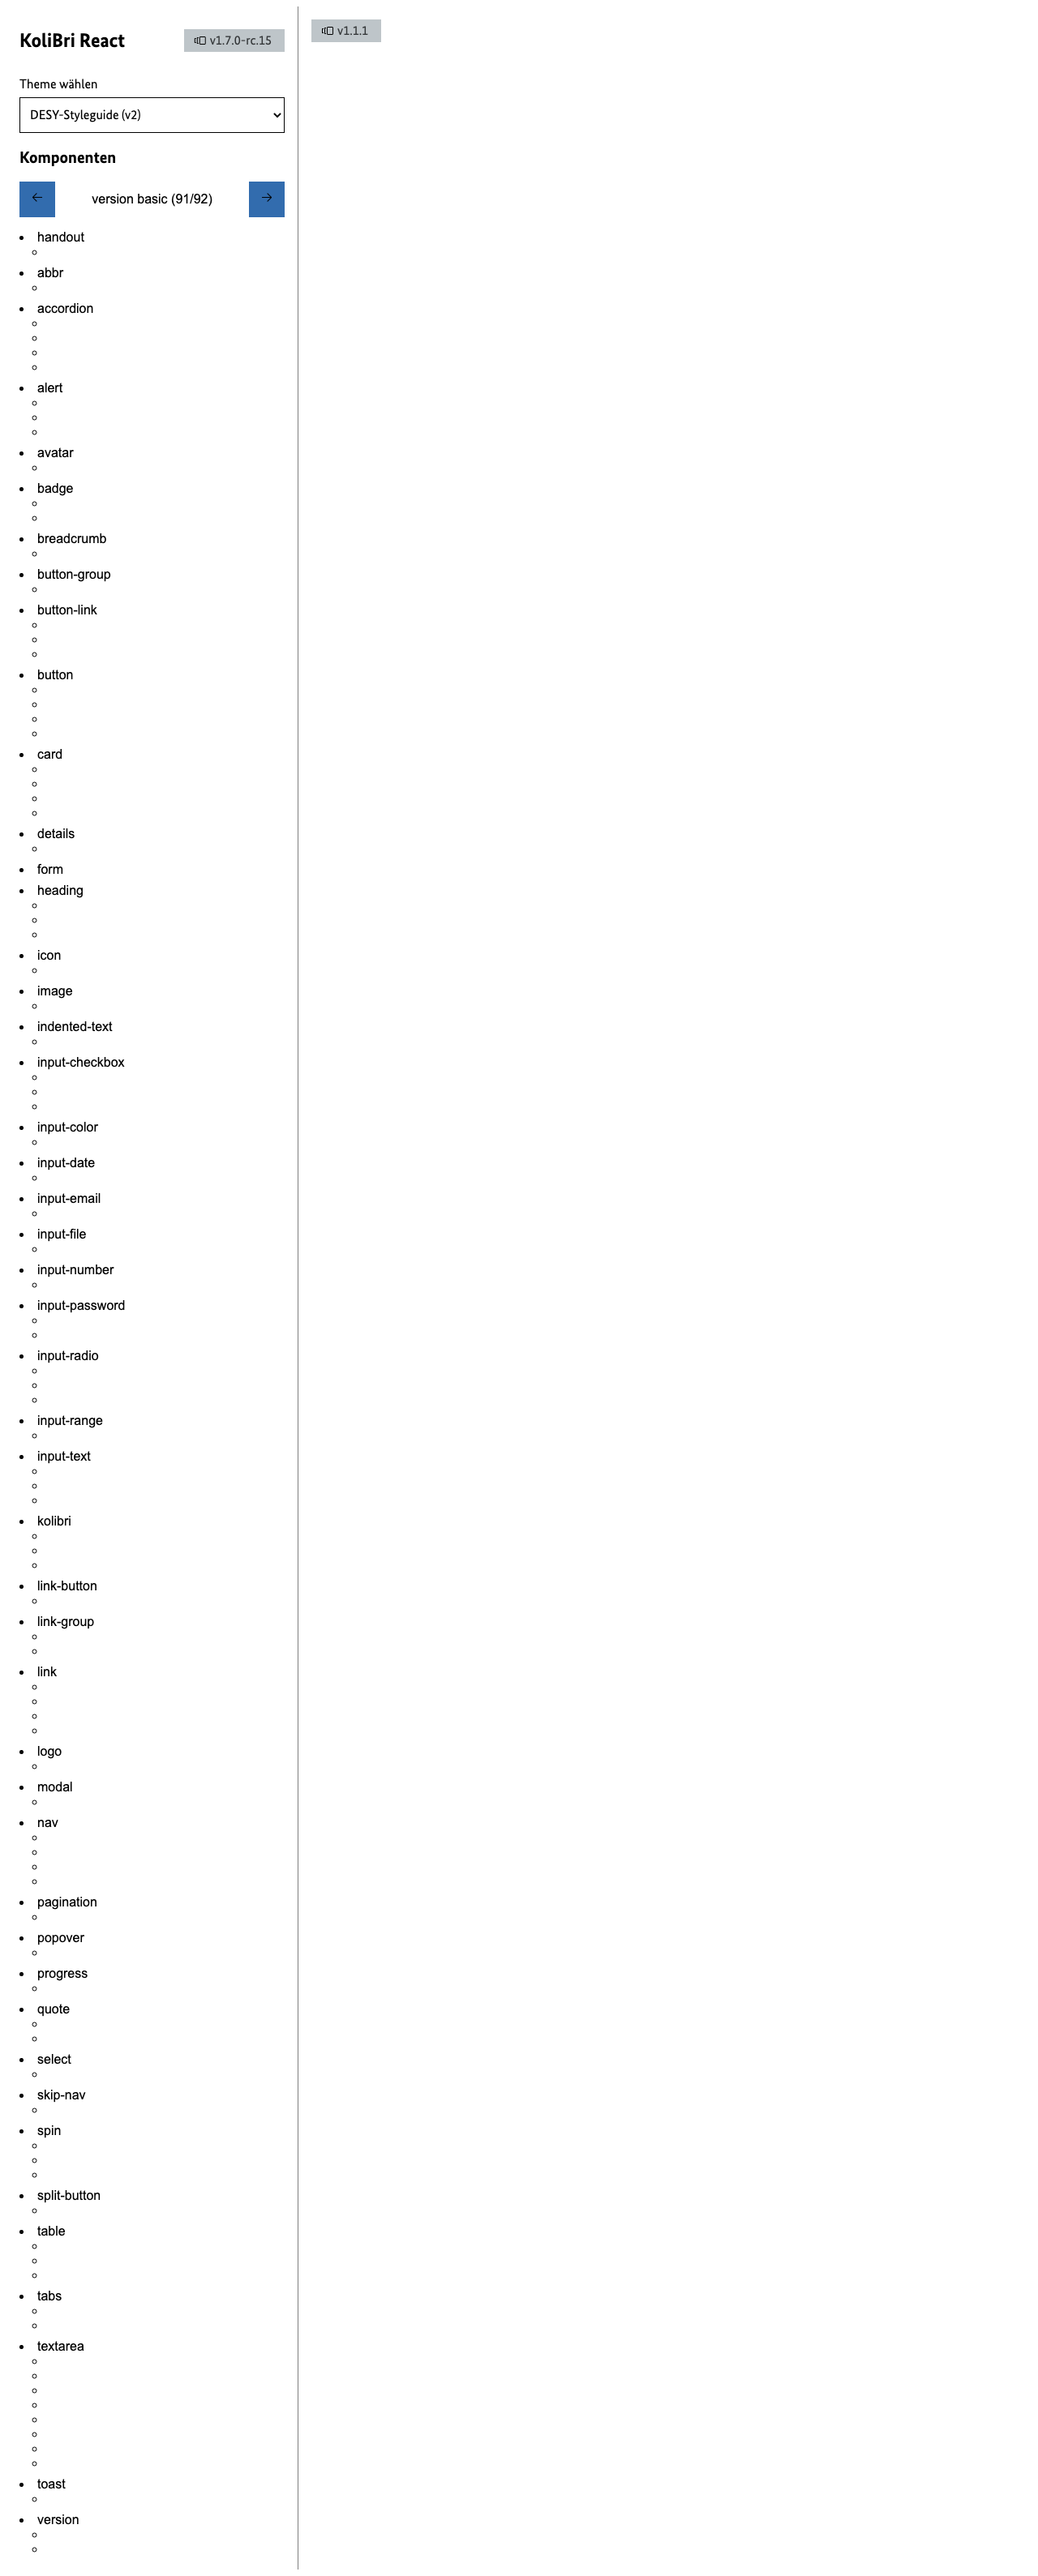 KoliBri React
v1.7.0-rc.15
Theme wählen
DESY-Styleguide (v2)
Komponenten
← version basic (91/92) →
handout
abbr
accordion
alert
avatar
badge
breadcrumb
button-group
button-link
button
card
details
form
heading
icon
image
indented-text
input-checkbox
input-color
input-date
input-email
input-file
input-number
input-password
input-radio
input-range
input-text
kolibri
link-button
link-group
link
logo
modal
nav
pagination
popover
progress
quote
select
skip-nav
spin
split-button
table
tabs
textarea
toast
version
v1.1.1